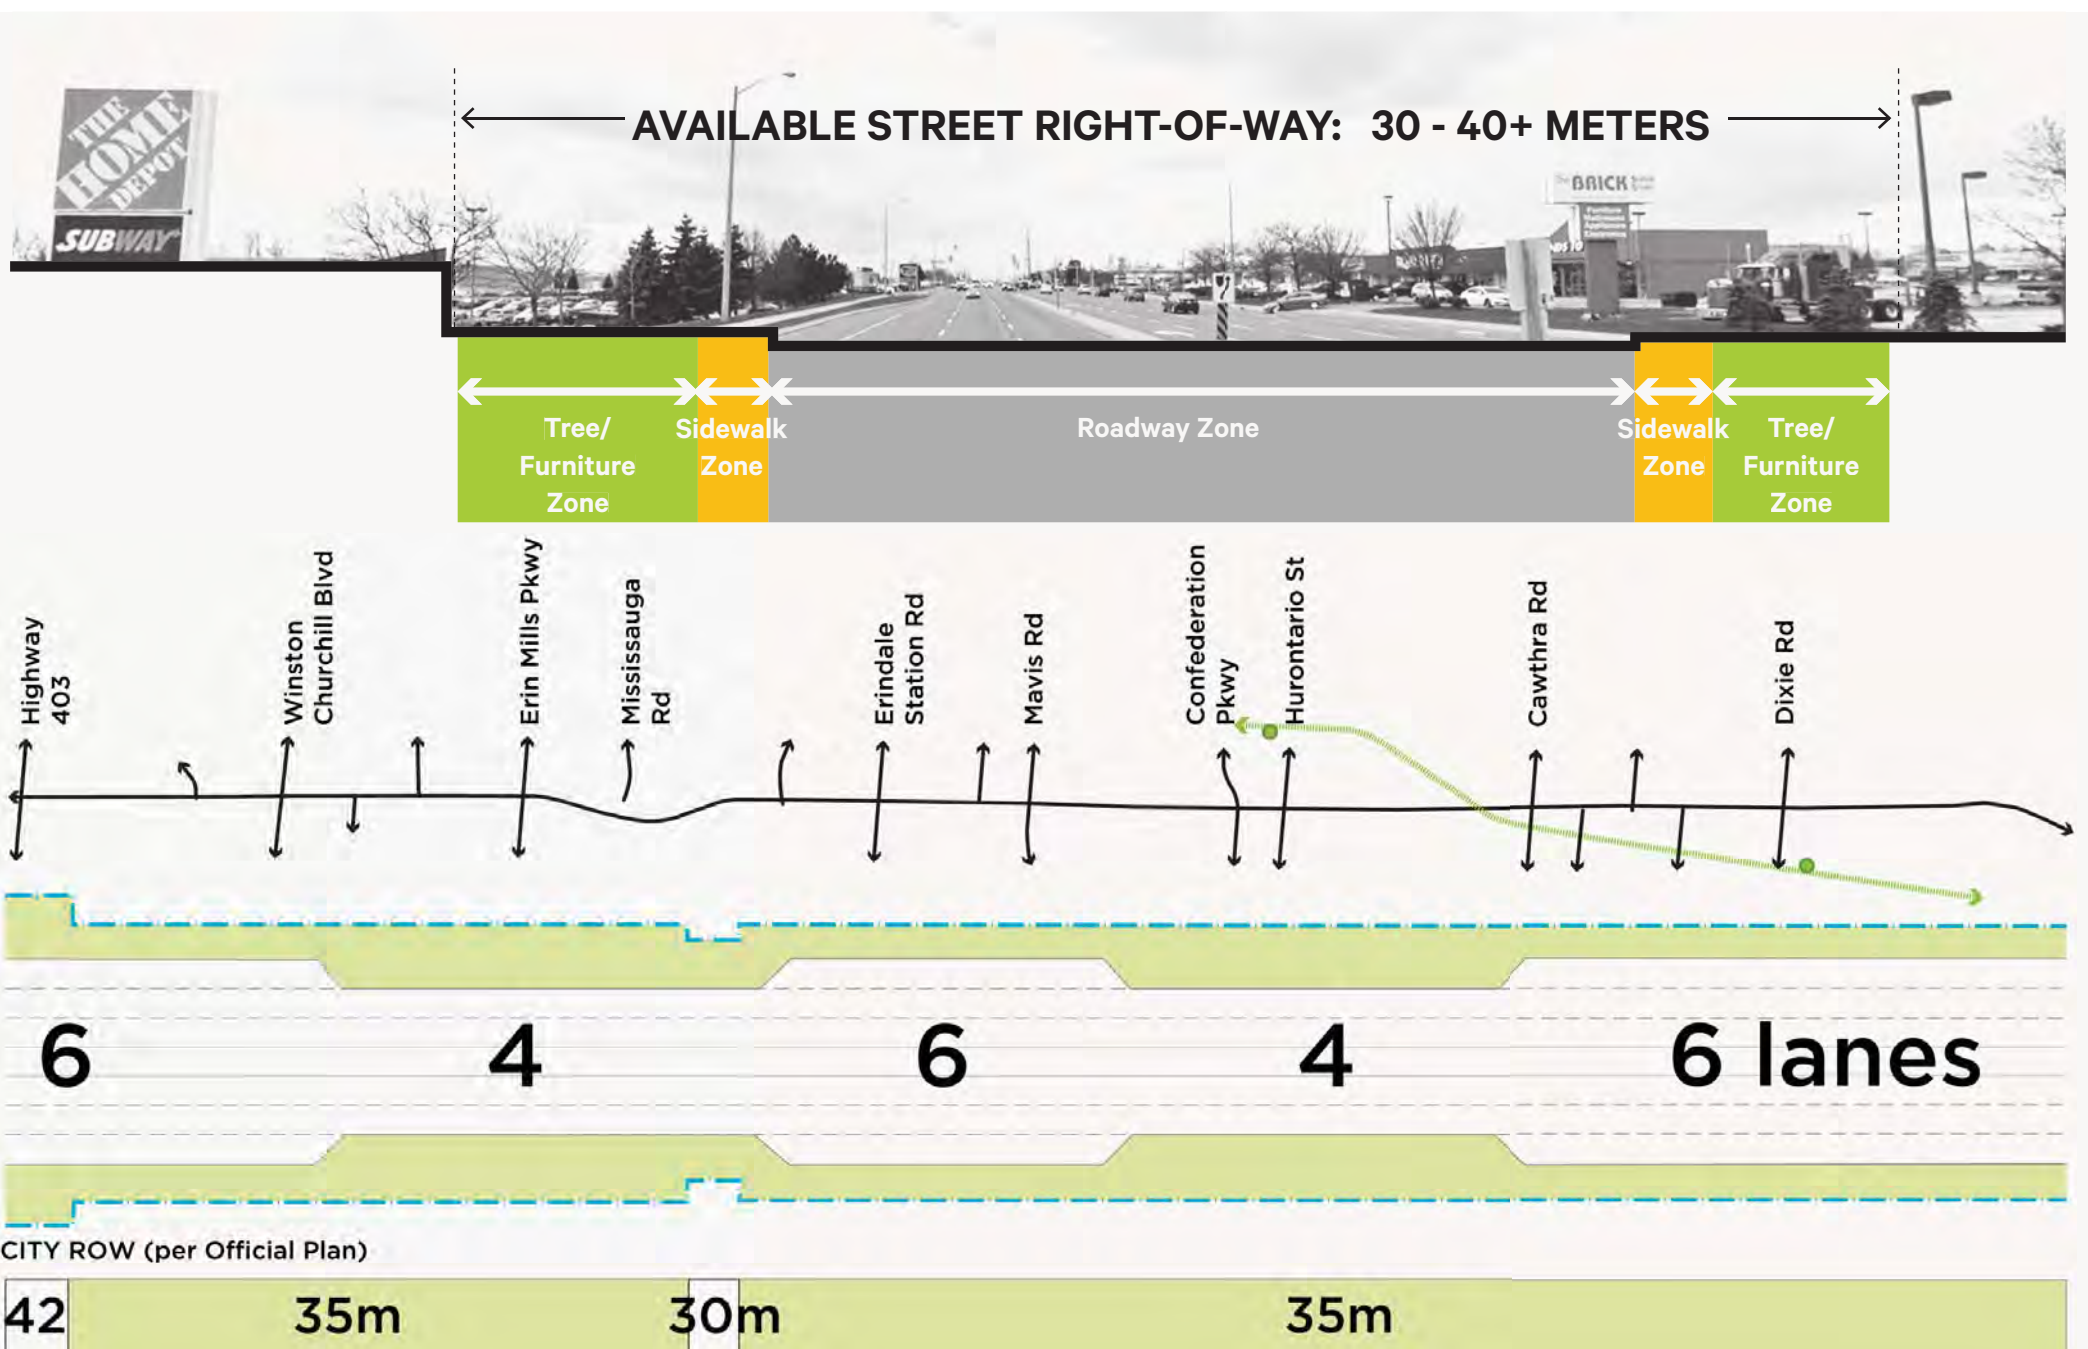 AVAILABLE STREET RIGHT-OF-WAY: 30 - 40+ METERS
THE
HOME
DEPOT
SUBWAY
BRICK
Tree/
Furniture
Zone
Sidewalk
Zone
Roadway Zone
Sidewalk
Zone
Tree/
Furniture
Zone
Highway
403
Winston
Churchill Blvd
Erin Mills Pkwy
Mississauga
Rd
Erindale
Station Rd
Mavis Rd
Confederation
Pkwy
Hurontario St
Cawthra Rd
Dixie Rd
6
4
6
4
6 lanes
CITY ROW (per Official Plan)
42
35m
30m
35m